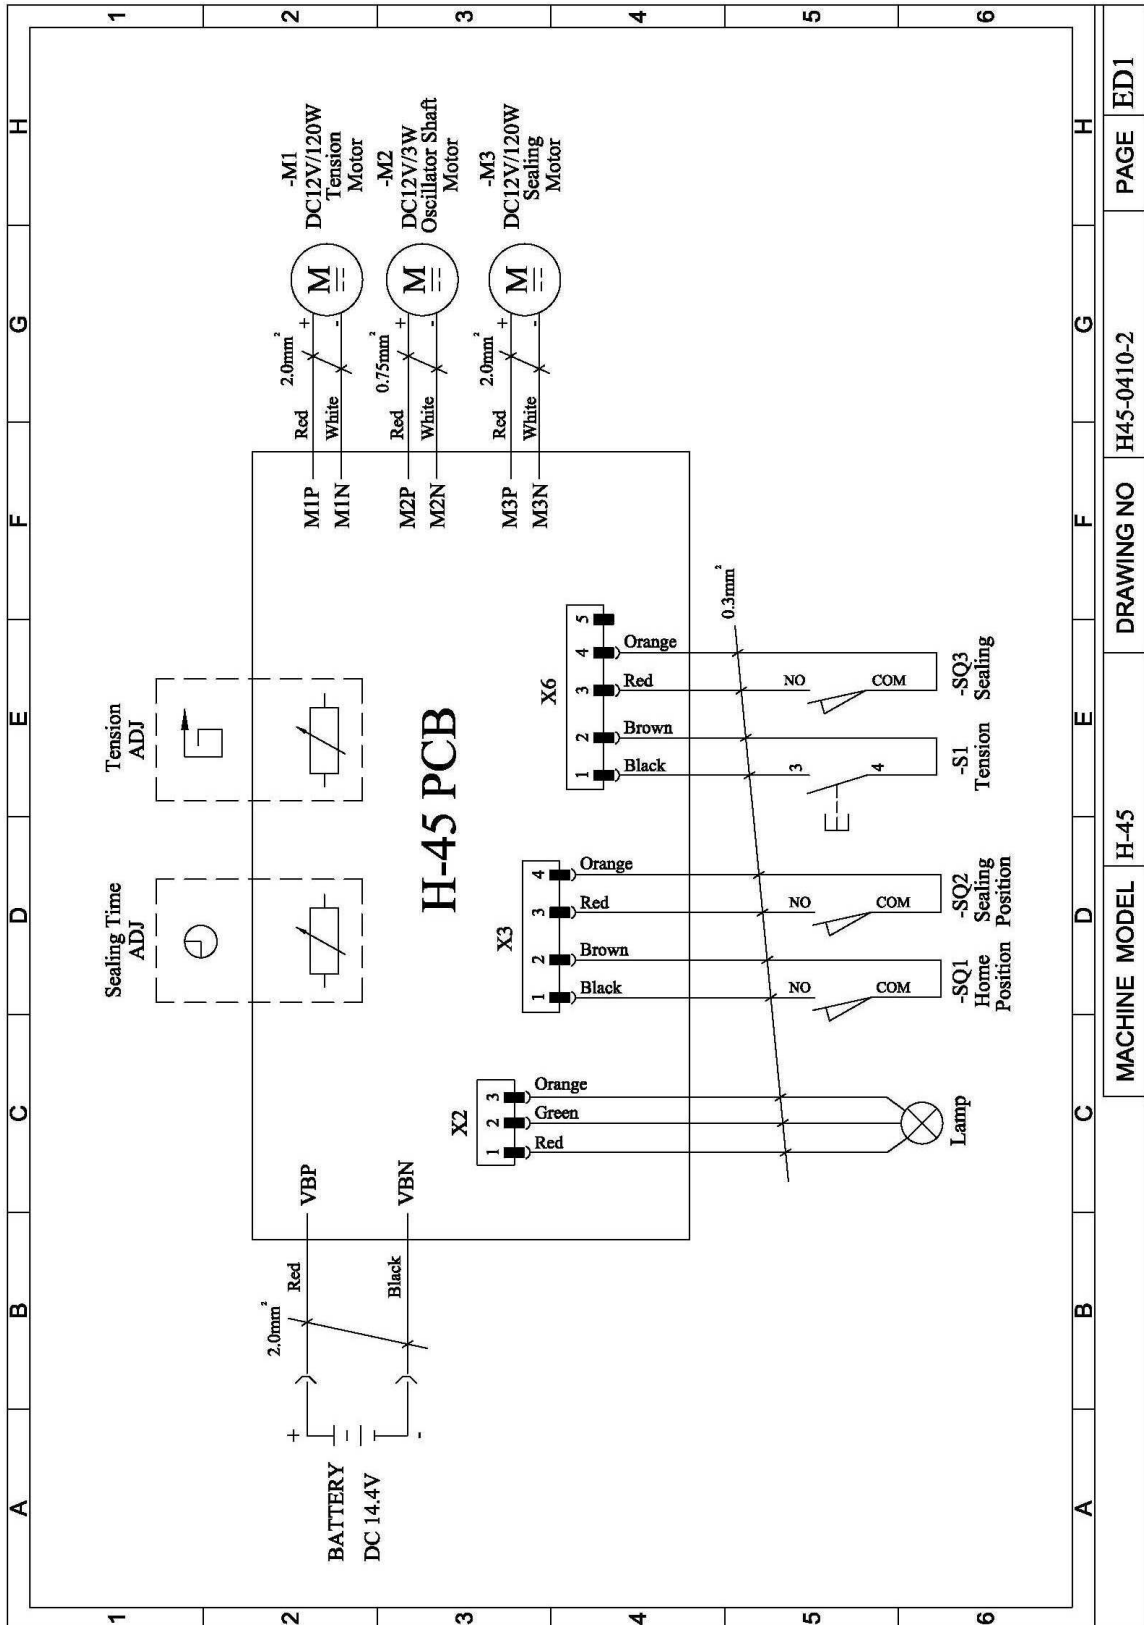 A B C D E F G H
1
2
3
4
5
6
Sealing Time
ADJ
Tension
ADJ
H-45 PCB
BATTERY
DC 14.4V
+
-
2.0mm²
Red
Black
VBP
VBN
M1P
M1N
Red
White
2.0mm²
+
-
M
-M1
DC12V/120W
Tension
Motor
M2P
M2N
Red
White
0.75mm²
+
-
M
-M2
DC12V/3W
Oscillator Shaft
Motor
M3P
M3N
Red
White
2.0mm²
+
-
M
-M3
DC12V/120W
Sealing
Motor
X2
1 2 3
Red Green Orange
Lamp
X3
1 2 3 4
Black Brown Red Orange
NO COM
-SQ1
Home
Position
NO COM
-SQ2
Sealing
Position
X6
1 2 3 4 5
Black Brown Red Orange
0.3mm²
3 4
-S1
Tension
NO COM
-SQ3
Sealing
1
2
3
4
5
6
A B C D E F G H
MACHINE MODEL H-45 DRAWING NO H45-0410-2 PAGE ED1